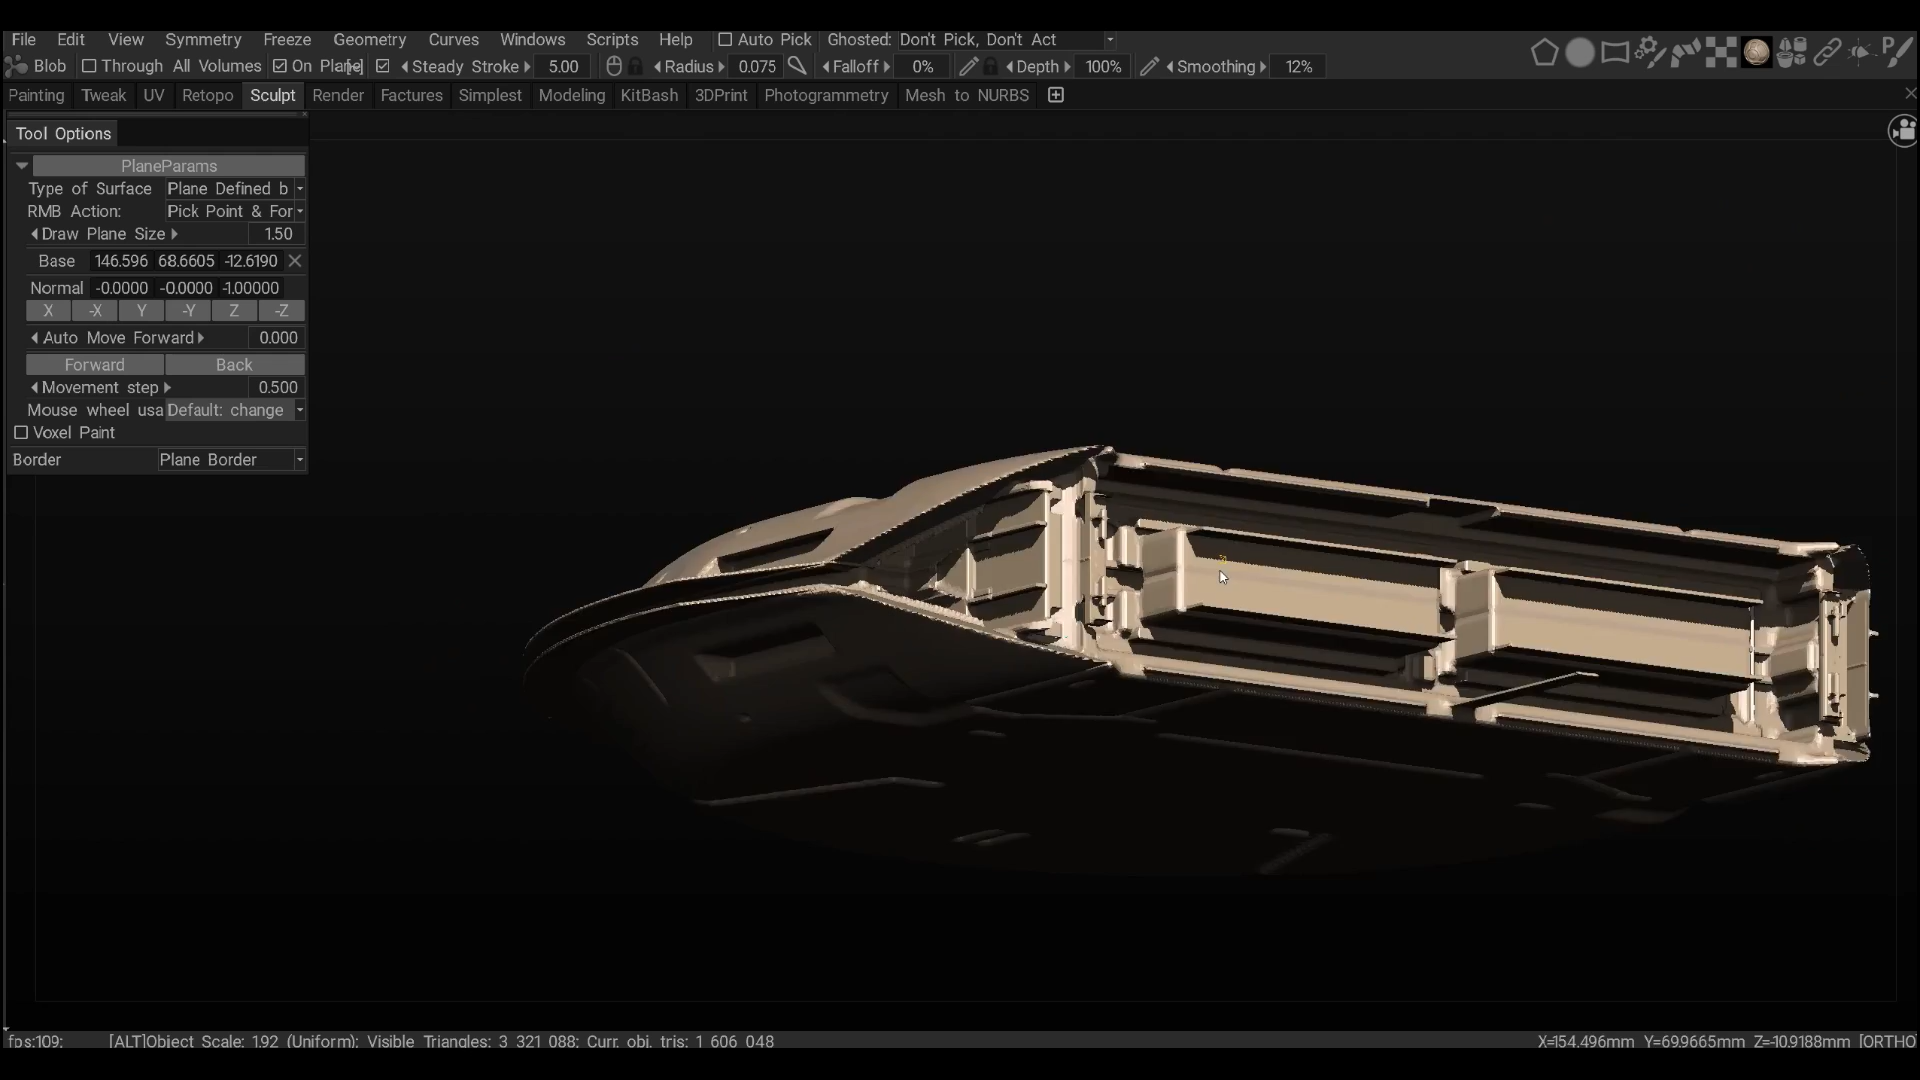 File Edit View Symmetry Freeze Geometry Curves Windows Scripts Help Auto Pick Ghosted: Don't Pick, Don't Act
Blob Through All Volumes On Plane Steady Stroke 5.00 Radius 0.075 Falloff 0% Depth 100% Smoothing 12%
Painting Tweak UV Retopo Sculpt Render Factures Simplest Modeling KitBash 3DPrint Photogrammetry Mesh to NURBS
Tool Options
PlaneParams
Type of Surface Plane Defined b
RMB Action: Pick Point & For
Draw Plane Size 1.50
Base 146.596 68.6605 -12.6190
Normal -0.0000 -0.0000 -1.00000
X -X Y -Y Z -Z
Auto Move Forward 0.000
Forward Back
Movement step 0.500
Mouse wheel usa Default: change
Voxel Paint
Border Plane Border
fps:109; [ALT]Object Scale: 1.92 (Uniform); Visible Triangles: 3 321 088; Curr. obj. tris: 1 606 048 X=154.496mm Y=69.9665mm Z=-10.9188mm [ORTHO